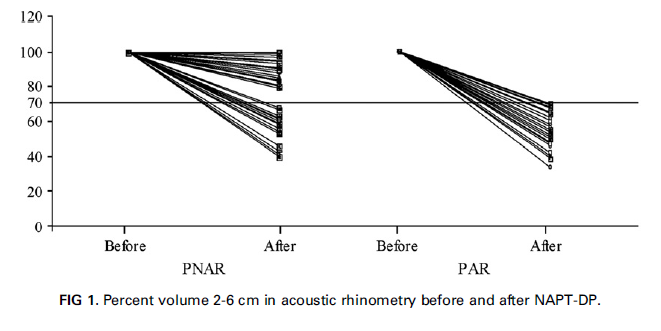 120
100
80
70
60
40
20
0
Before After Before After
PNAR PAR
FIG 1. Percent volume 2-6 cm in acoustic rhinometry before and after NAPT-DP.